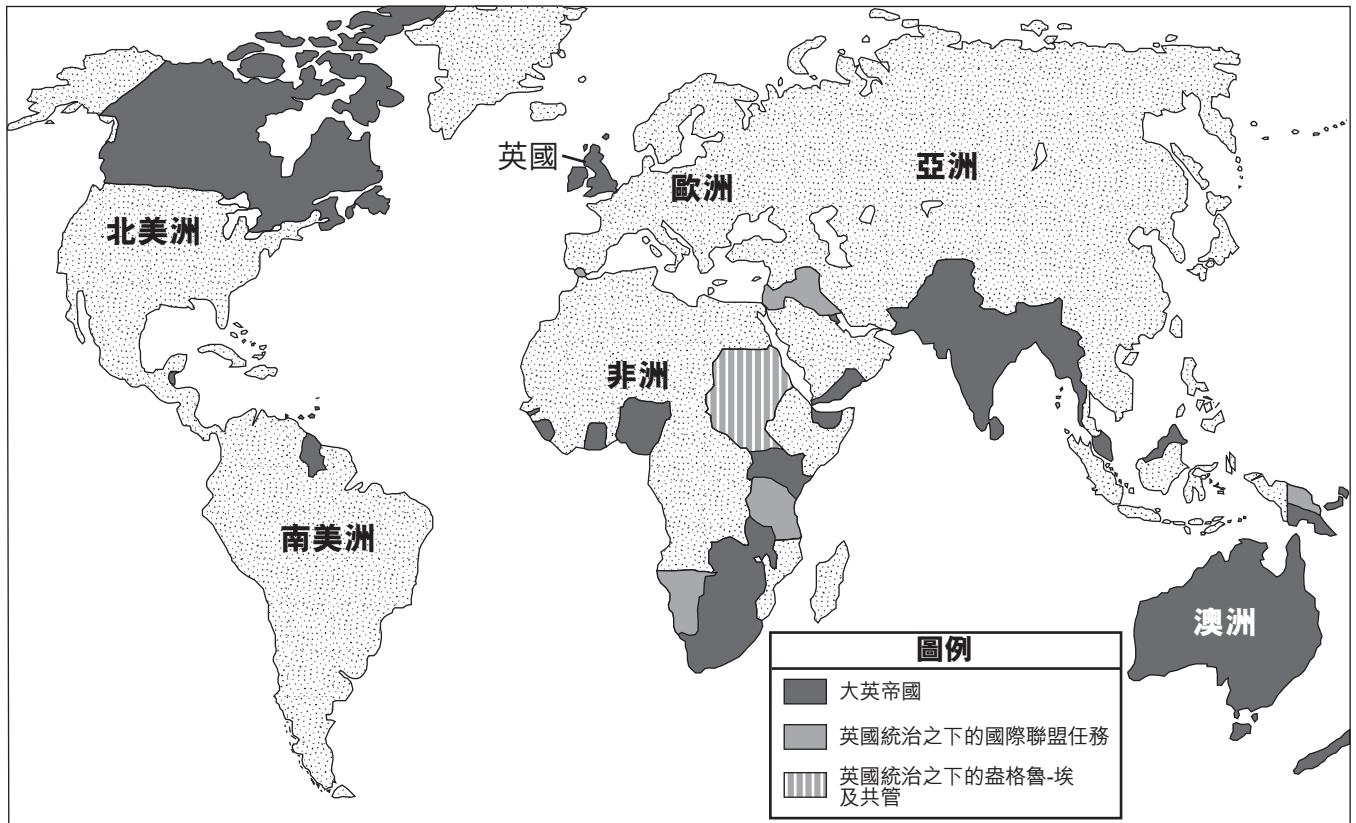 英國
歐洲
亞洲
北美洲
非洲
南美洲
澳洲
圖例
大英帝國
英國統治之下的國際聯盟任務
英國統治之下的盎格魯-埃
及共管